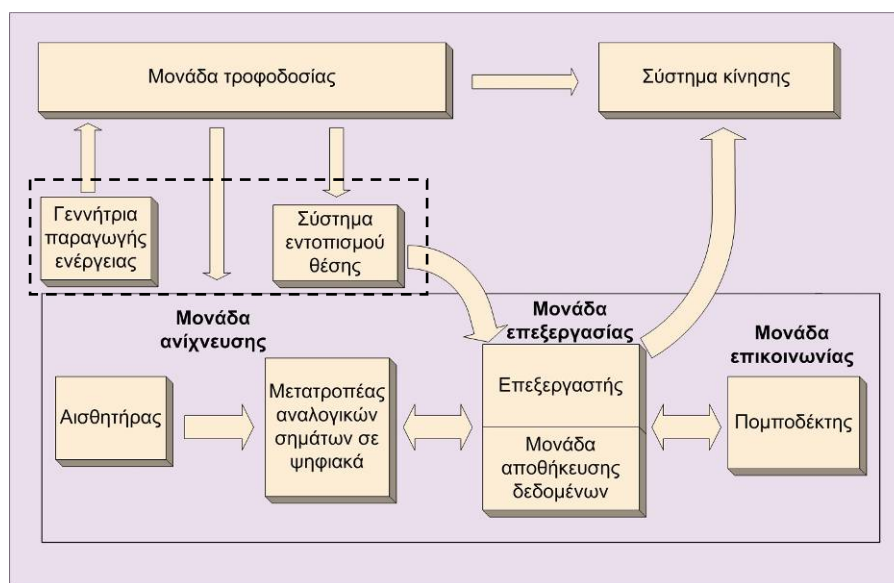 Μονάδα τροφοδοσίας
Σύστημα κίνησης
Γεννήτρια
παραγωγής
ενέργειας
Σύστημα
εντοπισμού
θέσης
Μονάδα
ανίχνευσης
Μονάδα
επεξεργασίας
Μονάδα
επικοινωνίας
Αισθητήρας
Μετατροπέας
αναλογικών
σημάτων σε
ψηφιακά
Επεξεργαστής
Μονάδα
αποθήκευσης
δεδομένων
Πομποδέκτης